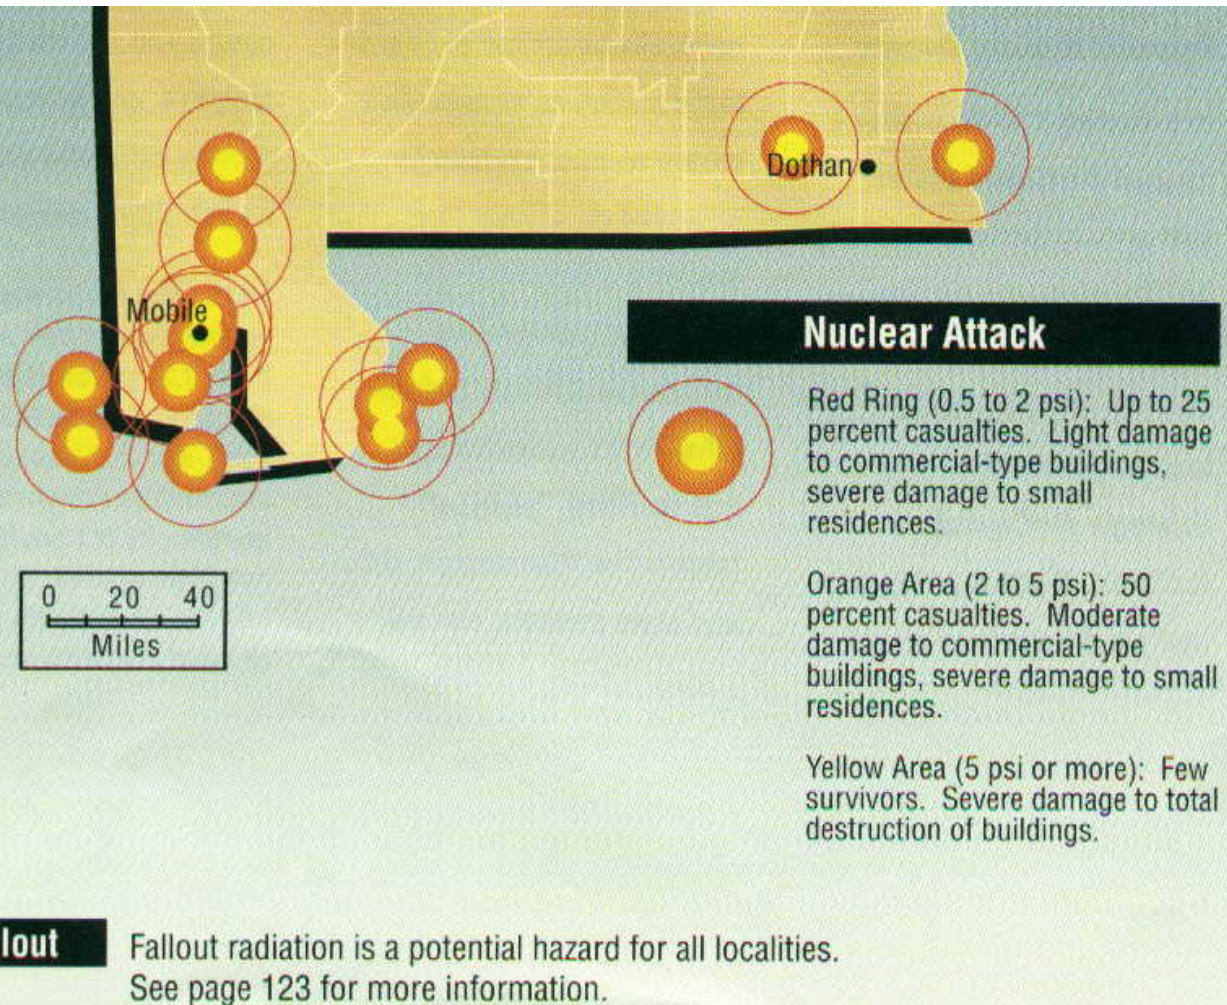 Dothan
Mobile
Nuclear Attack
Red Ring (0.5 to 2 psi): Up to 25
percent casualties. Light damage
to commercial-type buildings,
severe damage to small
residences.
Orange Area (2 to 5 psi): 50
percent casualties. Moderate
damage to commercial-type
buildings, severe damage to small
residences.
Yellow Area (5 psi or more): Few
survivors. Severe damage to total
destruction of buildings.
0 20 40
Miles
lout
Fallout radiation is a potential hazard for all localities.
See page 123 for more information.